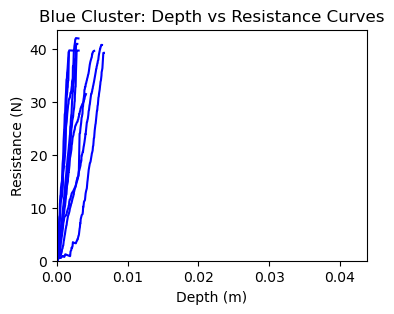 Blue Cluster: Depth vs Resistance Curves
Resistance (N)
40
30
20
10
0
0.00 0.01 0.02 0.03 0.04
Depth (m)